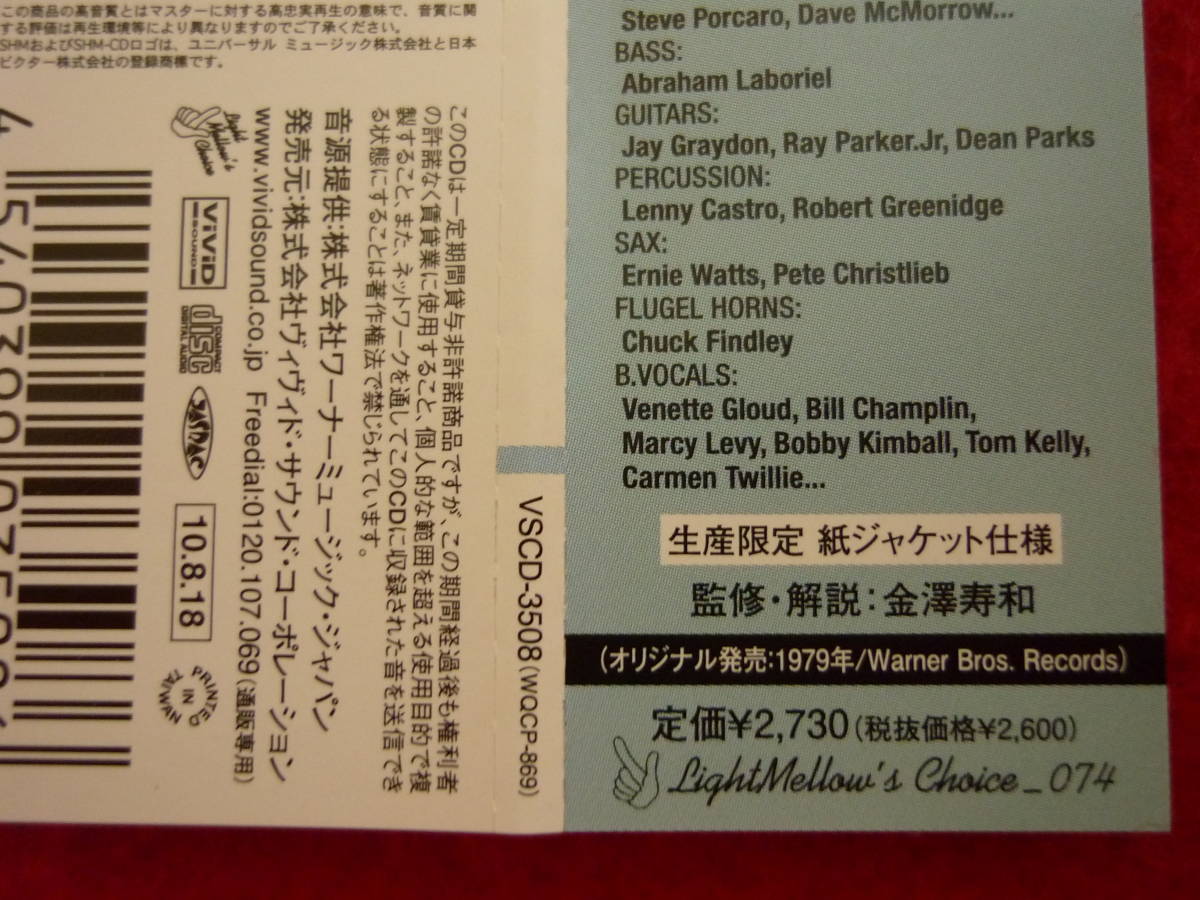 この商品の高音質とはマスターに対する高忠実再生の意味で、音質に関
する評価は再生環境等により異なりますのでご了承ください。
SHMおよびSHM-CDロゴは、ユニバーサル ミュージック株式会社と日本
ビクター株式会社の登録商標です。
このCDは一定期間貸与非許諾商品ですが、この期間経過後も権利者
の許諾なく賃貸業に使用すること、個人的な範囲を超える使用目的で複
製すること、また、ネットワークを通してこのCDに収録された音を送信でき
る状態にすることは著作権法で禁じられています。
音源提供:株式会社ワーナーミュージック・ジャパン
発売元:株式会社ヴィヴィド・サウンド・コーポレーション
www.vividsound.co.jp Freedial:0120.107.069(通販専用)
Light Mellow's Choice
ViViD
SOUND
COMPACT
disc
DIGITAL AUDIO
JASRAC
10.8.18
PRINTED IN TAIWAN
VSCD-3508(WQCP-869)
Steve Porcaro, Dave McMorrow...
BASS:
Abraham Laboriel
GUITARS:
Jay Graydon, Ray Parker.Jr, Dean Parks
PERCUSSION:
Lenny Castro, Robert Greenidge
SAX:
Ernie Watts, Pete Christlieb
FLUGEL HORNS:
Chuck Findley
B.VOCALS:
Venette Gloud, Bill Champlin,
Marcy Levy, Bobby Kimball, Tom Kelly,
Carmen Twillie...
生産限定 紙ジャケット仕様
監修・解説:金澤寿和
(オリジナル発売:1979年/Warner Bros. Records)
定価¥2,730(税抜価格¥2,600)
LightMellow's Choice_074